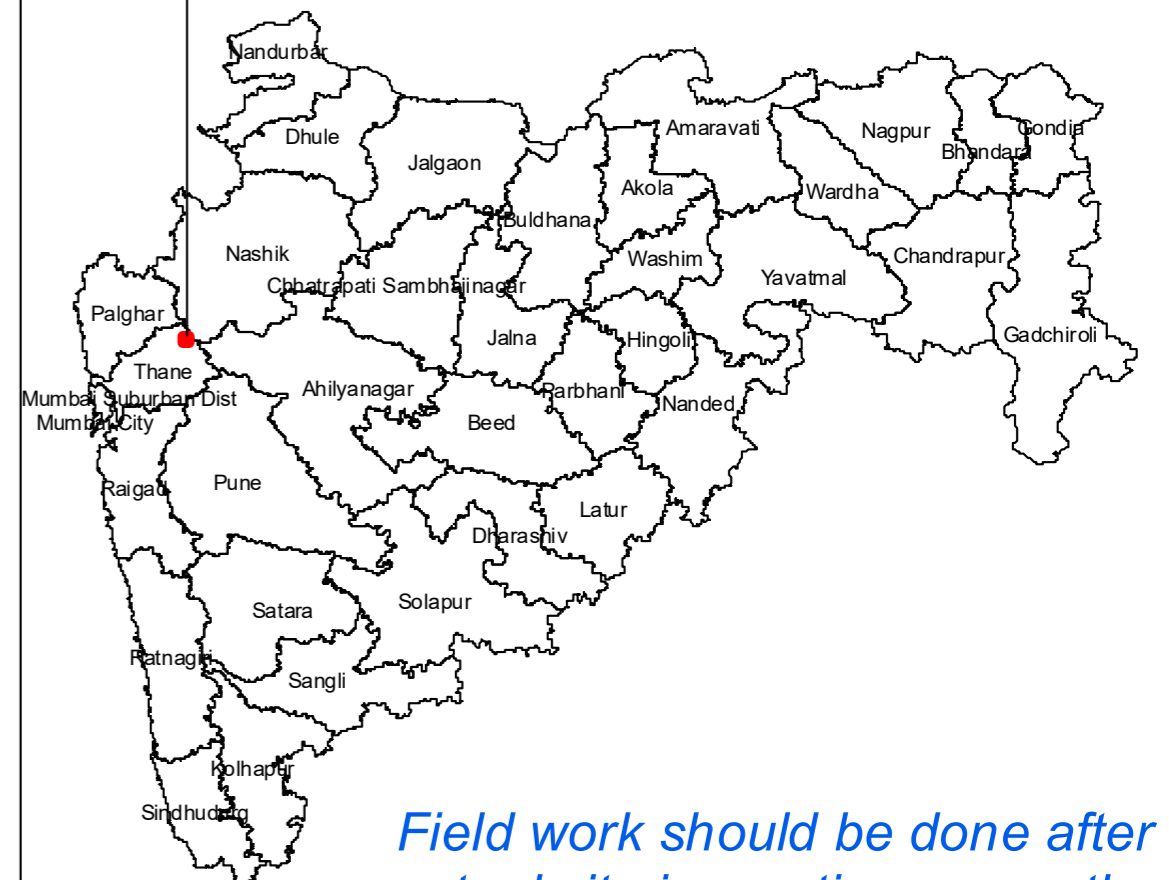 Nandurbar
Dhule
Jalgaon
Amaravati
Nagpur
Gondia
Bhandara
Akola
Wardha
Buldhana
Nashik
Washim
Chandrapur
Yavatmal
Chhatrapati Sambhajinagar
Palghar
Jalna
Hingoli
Gadchiroli
Thane
Ahilyanagar
Parbhani
Mumbai Suburban Dist
Nanded
Mumbai City
Beed
Raigad
Pune
Latur
Dharashiv
Solapur
Satara
Ratnagiri
Sangli
Kolhapur
Sindhudurg
Field work should be done after